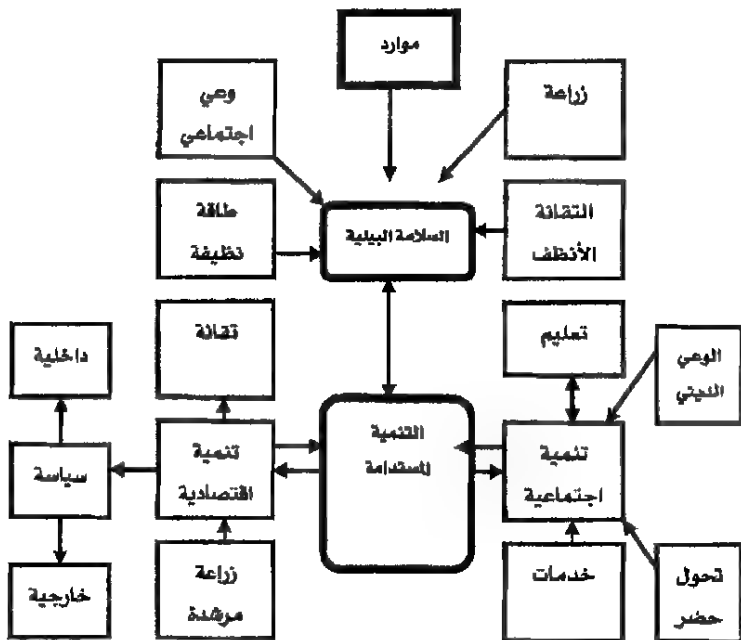 موارد
زراعة
وعي
اجتماعي
التقانة
الأنظف
السلامة البيئية
طاقة
نظيفة
الوعي
تعليم
تقانة
داخلية
تنمية
اجتماعية
التنمية
المستدامة
تنمية
اقتصادية
سياسة
تحول
حضر
خدمات
زراعة
مرشدة
خارجية